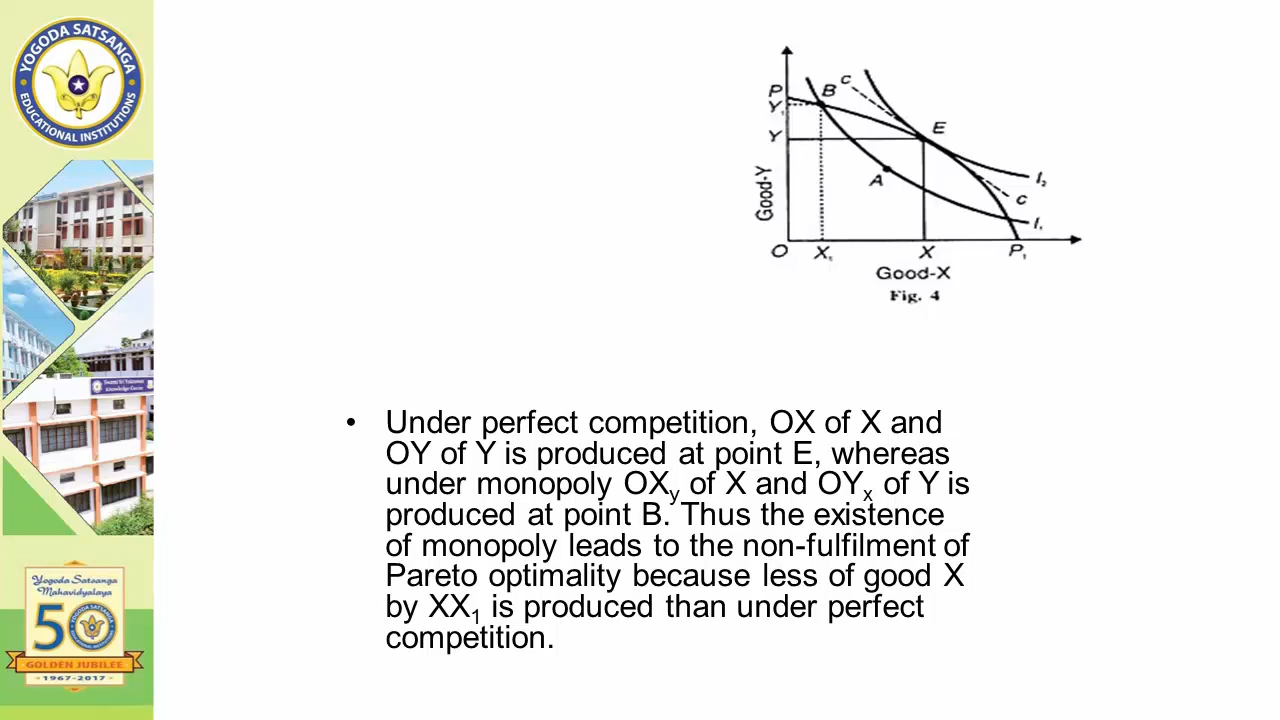 YOGODA SATSANGA
EDUCATIONAL INSTITUTIONS
Yogoda Satsanga
Mahavidyalaya
50
GOLDEN JUBILEE
•1967-2017•
P
Y₁
Y
B
C
E
A
I₂
C
I₁
Good-Y
O
X₁
X
P₁
Good-X
Fig. 4
• Under perfect competition, OX of X and
OY of Y is produced at point E, whereas
under monopoly OXy of X and OYx of Y is
produced at point B. Thus the existence
of monopoly leads to the non-fulfilment of
Pareto optimality because less of good X
by XX₁ is produced than under perfect
competition.